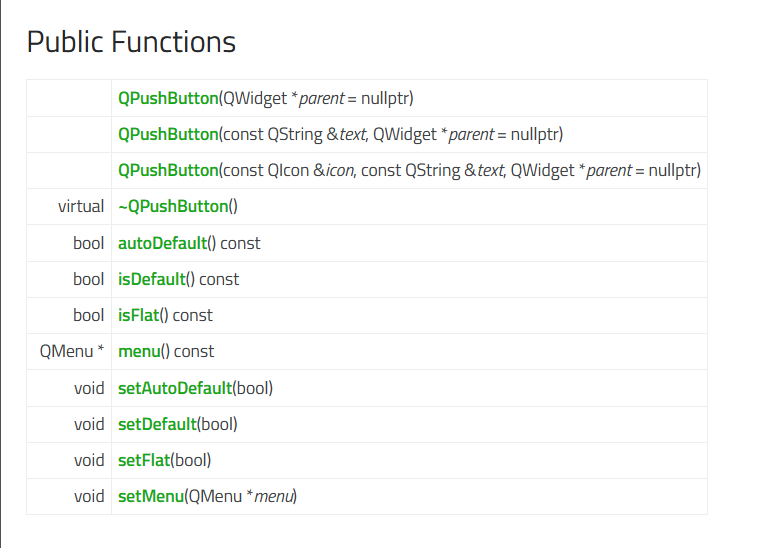 Public Functions
QPushButton(QWidget *parent = nullptr)
QPushButton(const QString &text, QWidget *parent = nullptr)
QPushButton(const QIcon &icon, const QString &text, QWidget *parent = nullptr)
virtual ~QPushButton()
bool autoDefault() const
bool isDefault() const
bool isFlat() const
QMenu * menu() const
void setAutoDefault(bool)
void setDefault(bool)
void setFlat(bool)
void setMenu(QMenu *menu)